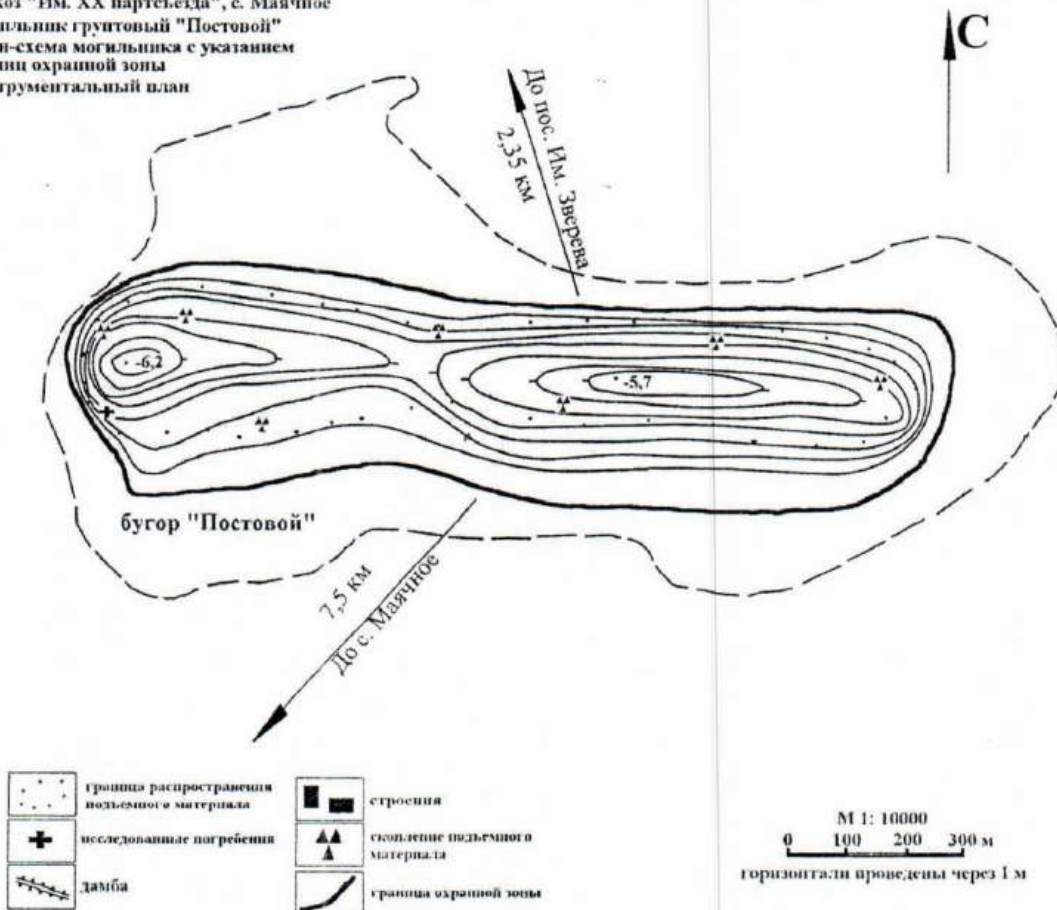 "Им. XX партсъезда", с. Маячное
грунтовый "Постовой"
могильника с указанием
охранной зоны
план
С
До пос. Им. Зверева
2,35 км
-6,2
-5,7
бугор "Постовой"
7,5 км
До с. Маячное
граница распространения
подъемного материала
исследованные погребения
дамба
строения
скопление подъемного
материала
граница охранной зоны
М 1: 10000
0 100 200 300 м
горизонтали проведены через 1 м